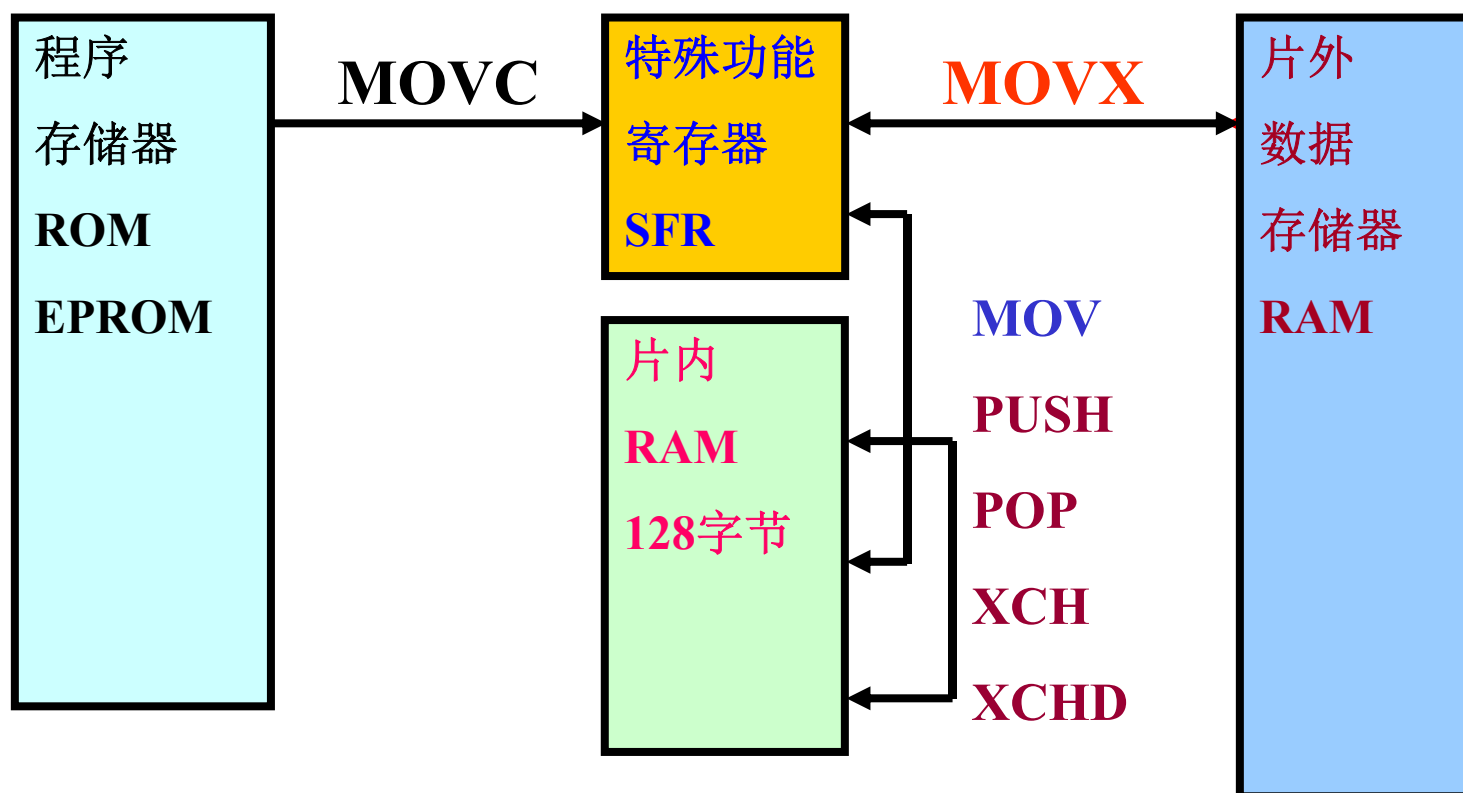 程序
存储器
ROM
EPROM
MOVC
特殊功能
寄存器
SFR
片内
RAM
128字节
MOVX
MOV
PUSH
POP
XCH
XCHD
片外
数据
存储器
RAM